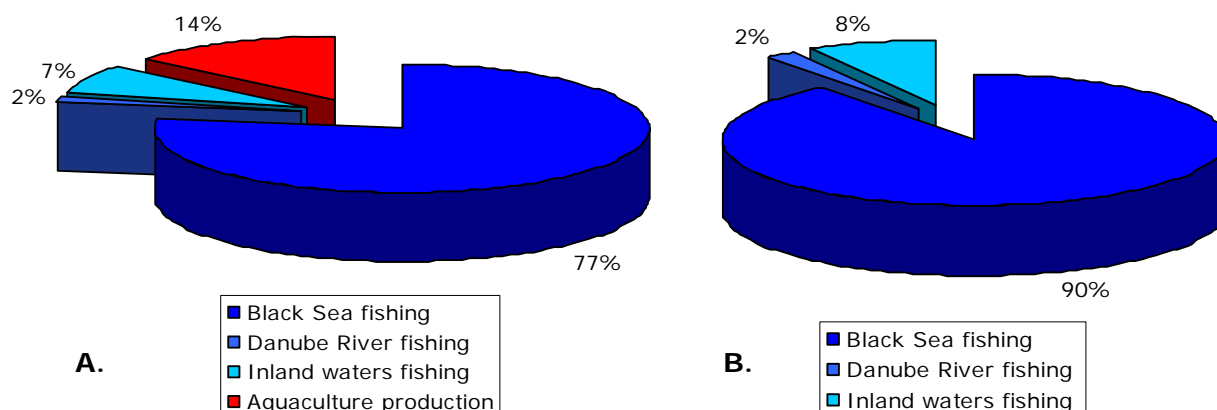 14%
7%
2%
77%
Black Sea fishing
Danube River fishing
Inland waters fishing
Aquaculture production
A.
8%
2%
90%
Black Sea fishing
Danube River fishing
Inland waters fishing
B.